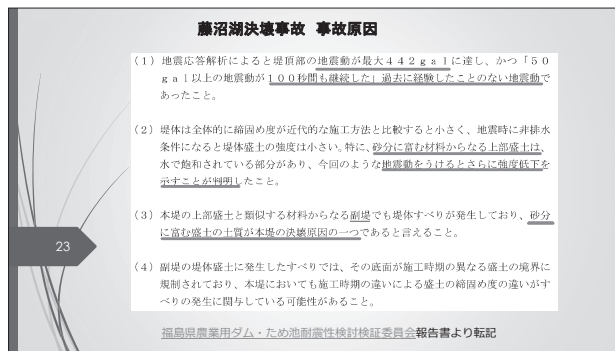 藤沼湖決壊事故 事故原因
（1）地震応答解析によると堤頂部の地震動が最大４４２ｇａｌに達し、かつ「５０
ｇａｌ以上の地震動が１００秒間も継続した」過去に経験したことのない地震動で
あったこと。
（2）堤体は全体的に締固め度が近代的な施工方法と比較すると小さく、地震時に非排水
条件になると堤体盛土の強度は小さい。特に、砂分に富む材料からなる上部盛土は、
水で飽和されている部分があり、今回のような地震動をうけるとさらに強度低下を
示すことが判明したこと。
（3）本堤の上部盛土と類似する材料からなる副堤でも堤体すべりが発生しており、砂分
に富む盛土の土質が本堤の決壊原因の一つであると言えること。
（4）副堤の堤体盛土に発生したすべりでは、その底面が施工時期の異なる盛土の境界に
規制されており、本堤においても施工時期の違いによる盛土の締固め度の違いがす
べりの発生に関与している可能性があること。
23
福島県農業用ダム・ため池耐震性検討検証委員会報告書より転記